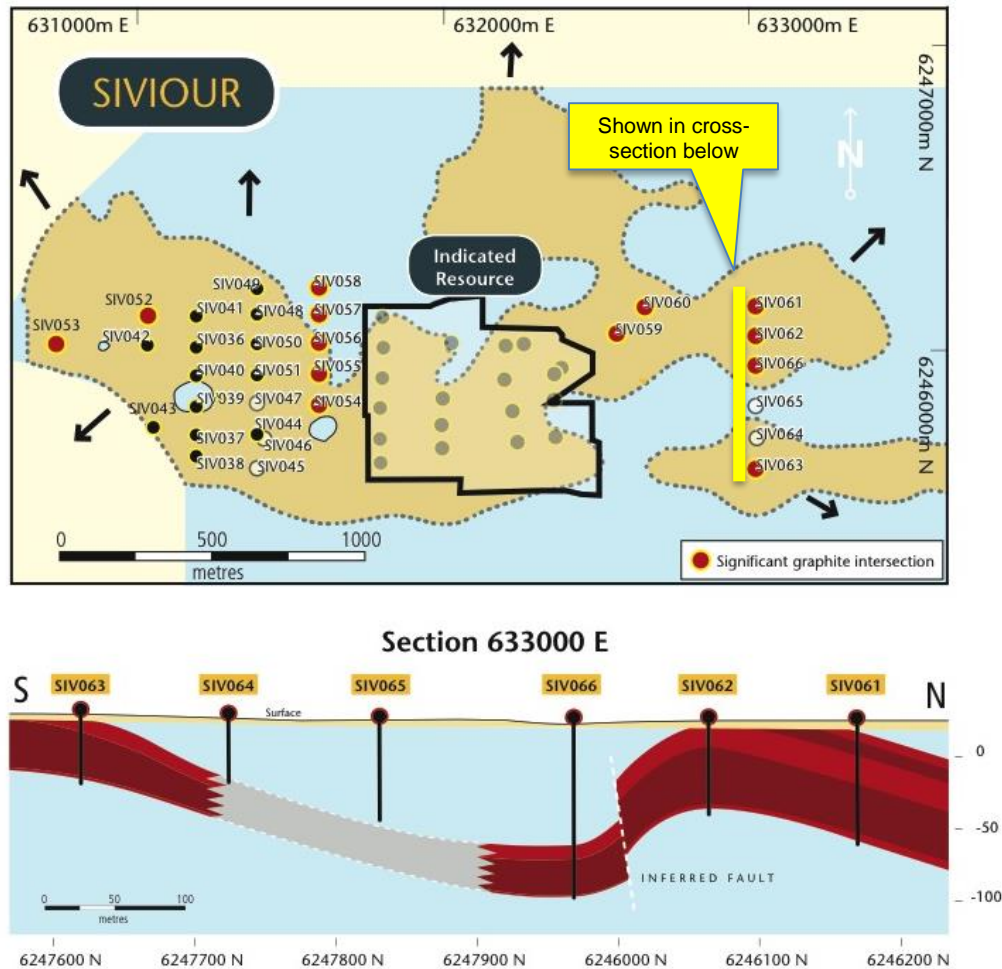 631000m E
632000m E
633000m E
6247000m N
SIVIOUR
Shown in cross-
section below
N
Indicated
Resource
SIV049
SIV058
SIV052
SIV041
SIV048
SIV057
SIV060
SIV061
SIV053
SIV042
SIV036
SIV050
SIV056
SIV059
SIV062
SIV040
SIV051
SIV055
SIV066
SIV039
SIV047
SIV054
SIV065
6246000m N
SIV043
SIV037
SIV044
SIV046
SIV064
SIV038
SIV045
SIV063
0 500 1000
metres
Significant graphite intersection
Section 633000 E
S
SIV063
SIV064
SIV065
SIV066
SIV062
SIV061
N
Surface
0
-50
-100
INFERRED FAULT
0 50 100
metres
6247600 N
6247700 N
6247800 N
6247900 N
6246000 N
6246100 N
6246200 N